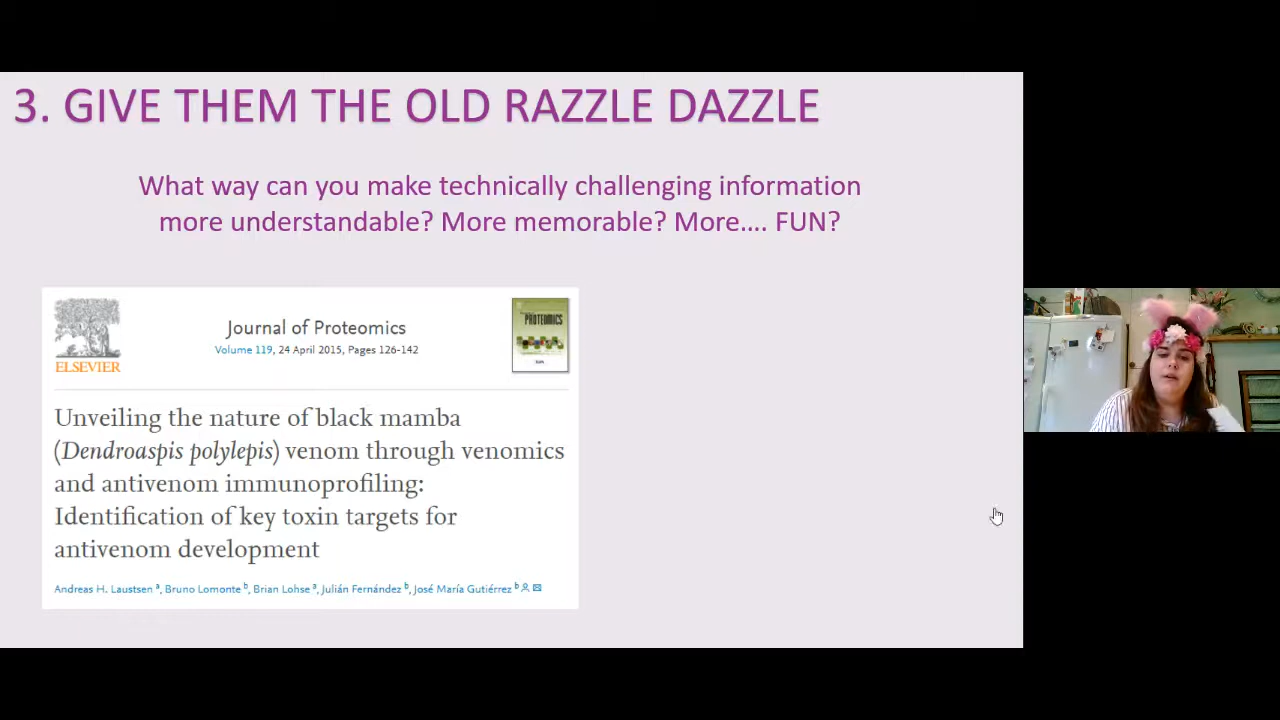 3. GIVE THEM THE OLD RAZZLE DAZZLE
What way can you make technically challenging information
more understandable? More memorable? More…. FUN?
ELSEVIER
Journal of Proteomics
Volume 119, 24 April 2015, Pages 126-142
PROTEOMICS
Unveiling the nature of black mamba
(Dendroaspis polylepis) venom through venomics
and antivenom immunoprofiling:
Identification of key toxin targets for
antivenom development
Andreas H. Laustsen a, Bruno Lomonte b, Brian Lohse a, Julián Fernández b, José María Gutiérrez b